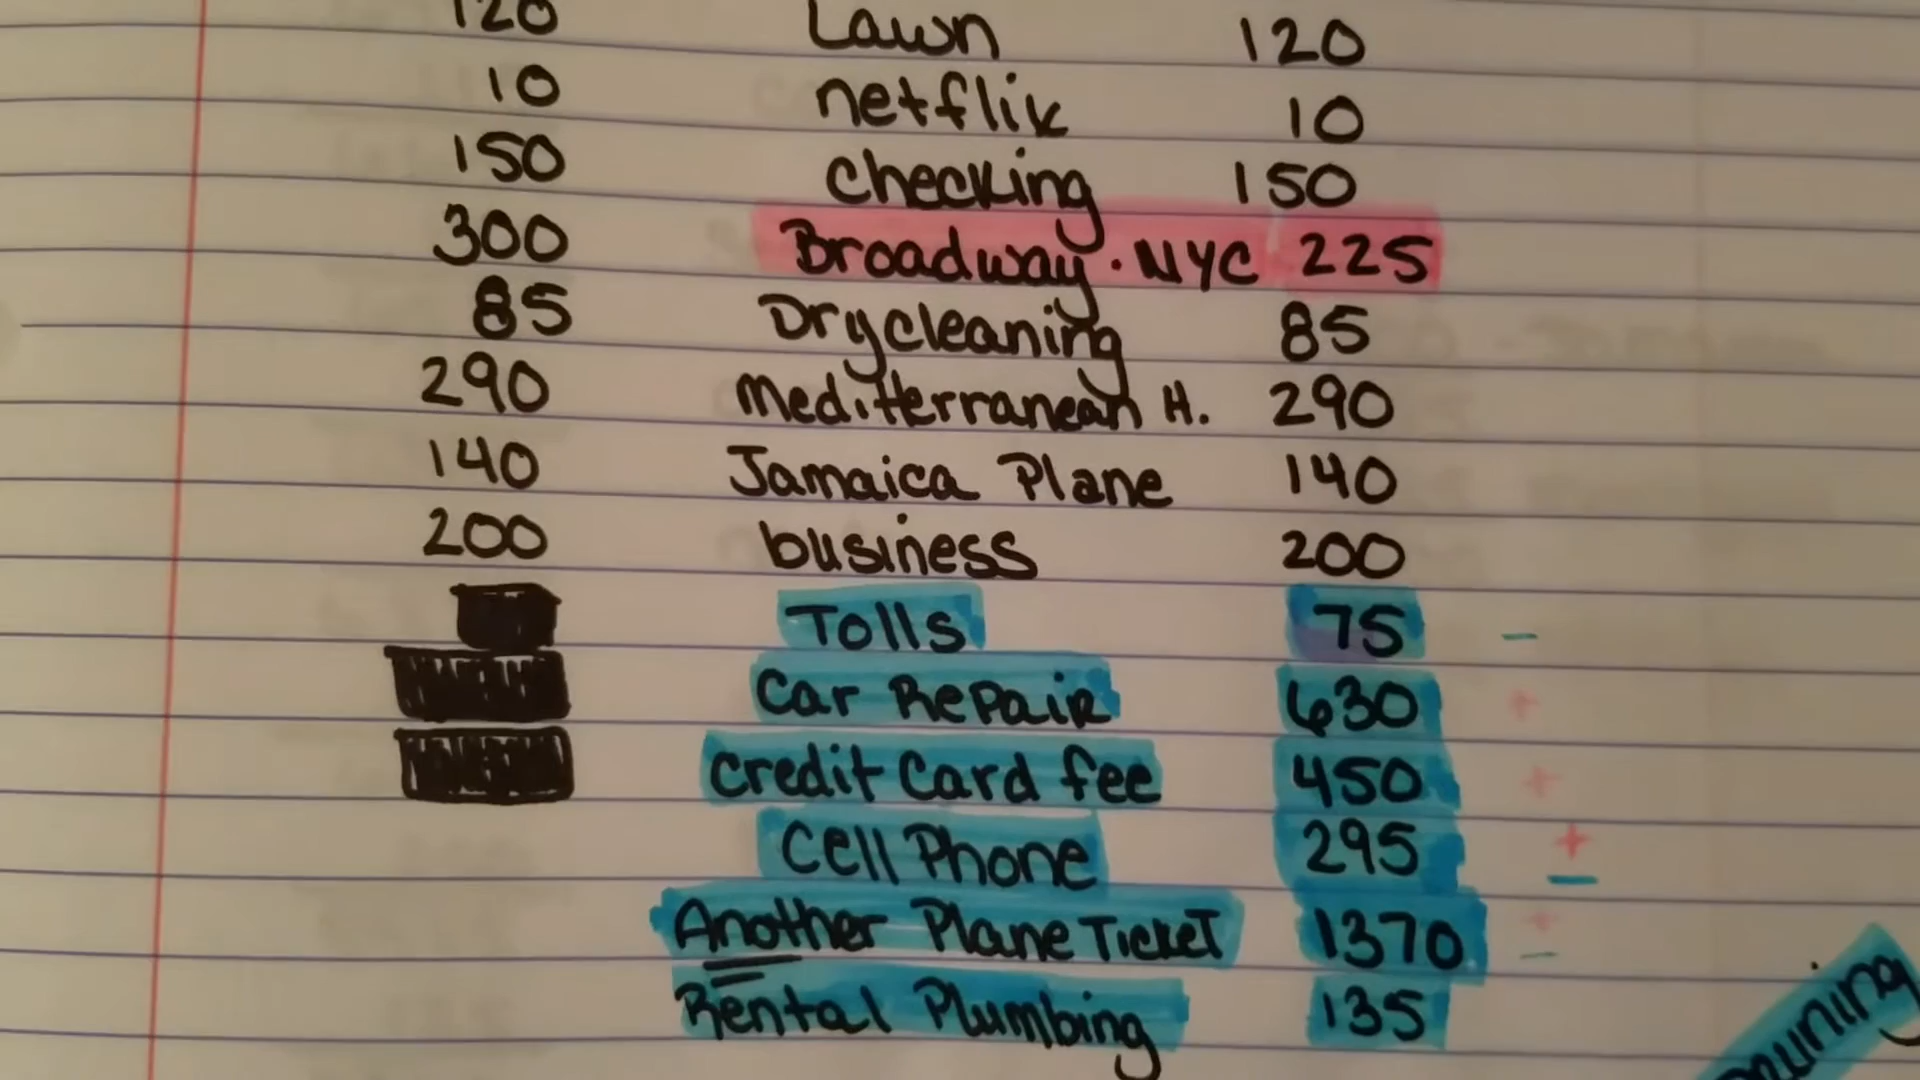 120 Lawn 120
10 netflix 10
150 checking 150
300 Broadway · NYC 225
85 Drycleaning 85
290 Mediterranean H. 290
140 Jamaica Plane 140
200 business 200
Tolls 75 -
Car Repair 630 +
Credit Card fee 450 +
Cell Phone 295 + -
Another Plane Ticket 1370 + -
Rental Plumbing 135